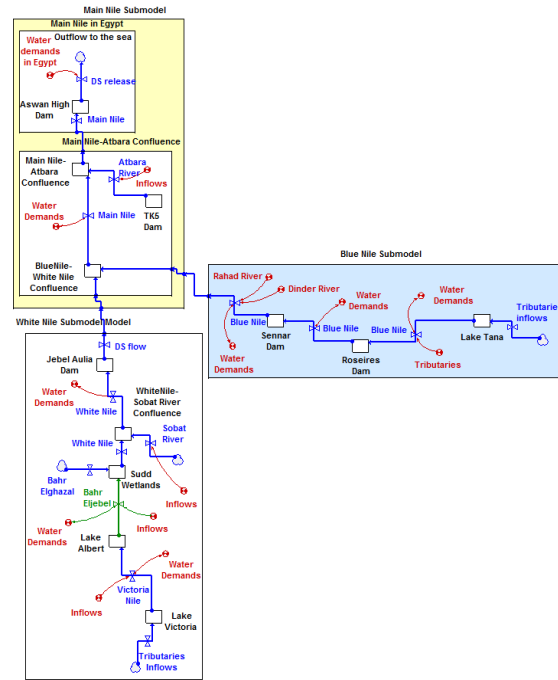 Main Nile Submodel
Main Nile in Egypt
Outflow to the sea
Water
demands
in Egypt
DS release
Aswan High
Dam
Main Nile
Main Nile-Atbara Confluence
Main Nile-
Atbara
Confluence
Atbara
River
Inflows
Water
Demands
Main Nile
TK5
Dam
BlueNile-
White Nile
Confluence
Blue Nile Submodel
Rahad River
Dinder River
Water
Demands
Water
Demands
Tributaries
inflows
Blue Nile
Sennar
Dam
Blue Nile
Blue Nile
Lake Tana
Water
Demands
Roseires
Dam
Tributaries
White Nile Submodel Model
DS flow
Jebel Aulia
Dam
Water
Demands
WhiteNile-
Sobat River
Confluence
White Nile
White Nile
Sobat
River
Bahr
Elghazal
Sudd
Wetlands
Bahr
Eljebel
Inflows
Water
Demands
Inflows
Lake
Albert
Water
Demands
Victoria
Nile
Inflows
Lake
Victoria
Tributaries
Inflows